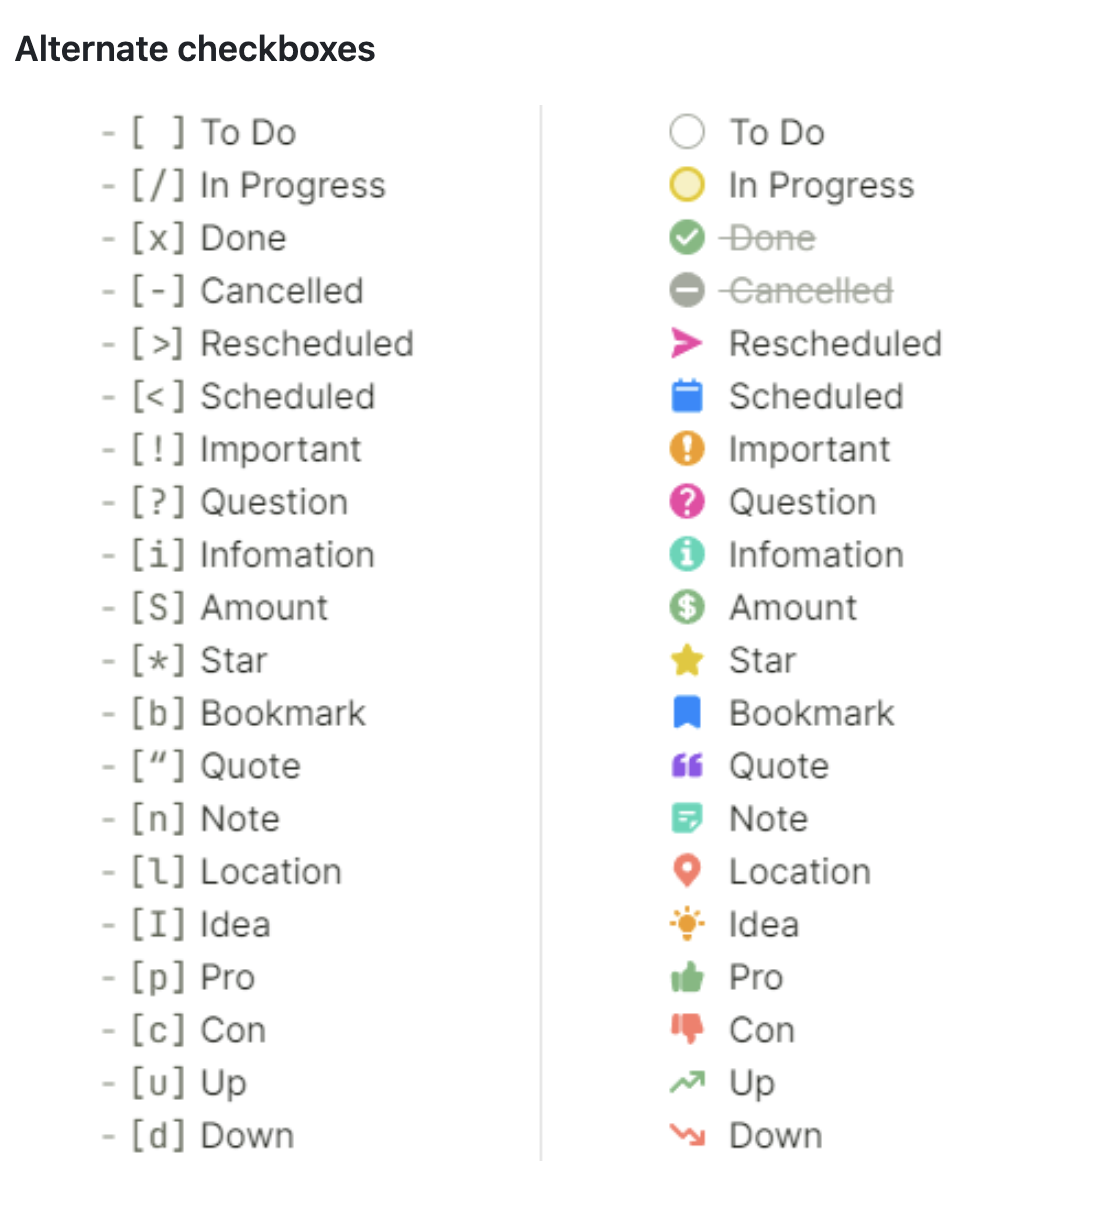 Alternate checkboxes
- [ ] To Do
- [/] In Progress
- [x] Done
- [-] Cancelled
- [>] Rescheduled
- [<] Scheduled
- [!] Important
- [?] Question
- [i] Infomation
- [S] Amount
- [*] Star
- [b] Bookmark
- [“] Quote
- [n] Note
- [l] Location
- [I] Idea
- [p] Pro
- [c] Con
- [u] Up
- [d] Down
To Do
In Progress
Done
Cancelled
Rescheduled
Scheduled
Important
Question
Infomation
Amount
Star
Bookmark
Quote
Note
Location
Idea
Pro
Con
Up
Down